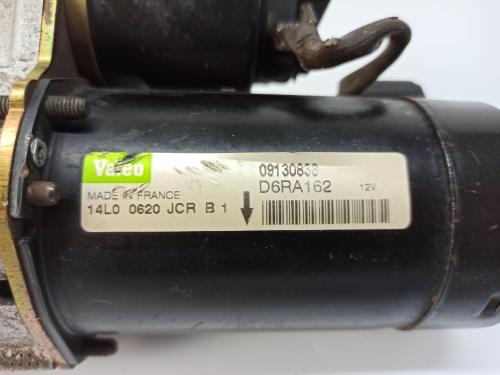 Valeo
MADE IN FRANCE
14L0 0620 JCR B 1
09130838
D6RA162 12V